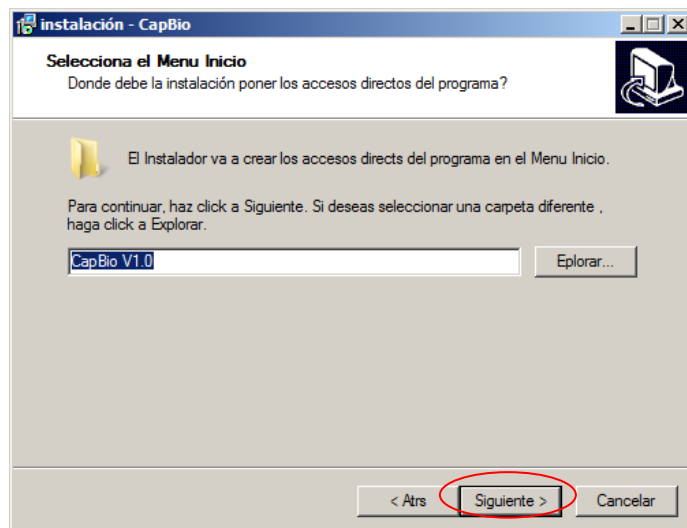 instalación - CapBio
Selecciona el Menu Inicio
Donde debe la instalación poner los accesos directos del programa?
El Instalador va a crear los accesos directs del programa en el Menu Inicio.
Para continuar, haz click a Siguiente. Si deseas seleccionar una carpeta diferente ,
haga click a Explorar.
CapBio V1.0
Eplorar...
< Atrs
Siguiente >
Cancelar